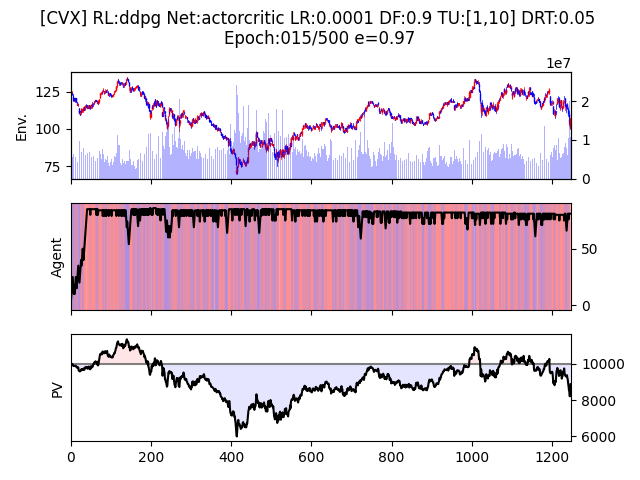 [CVX] RL:ddpg Net:actorcritic LR:0.0001 DF:0.9 TU:[1,10] DRT:0.05
Epoch:015/500 e=0.97
1e7
125
100
75
Env.
2
1
0
Agent
50
0
PV
10000
8000
6000
0 200 400 600 800 1000 1200